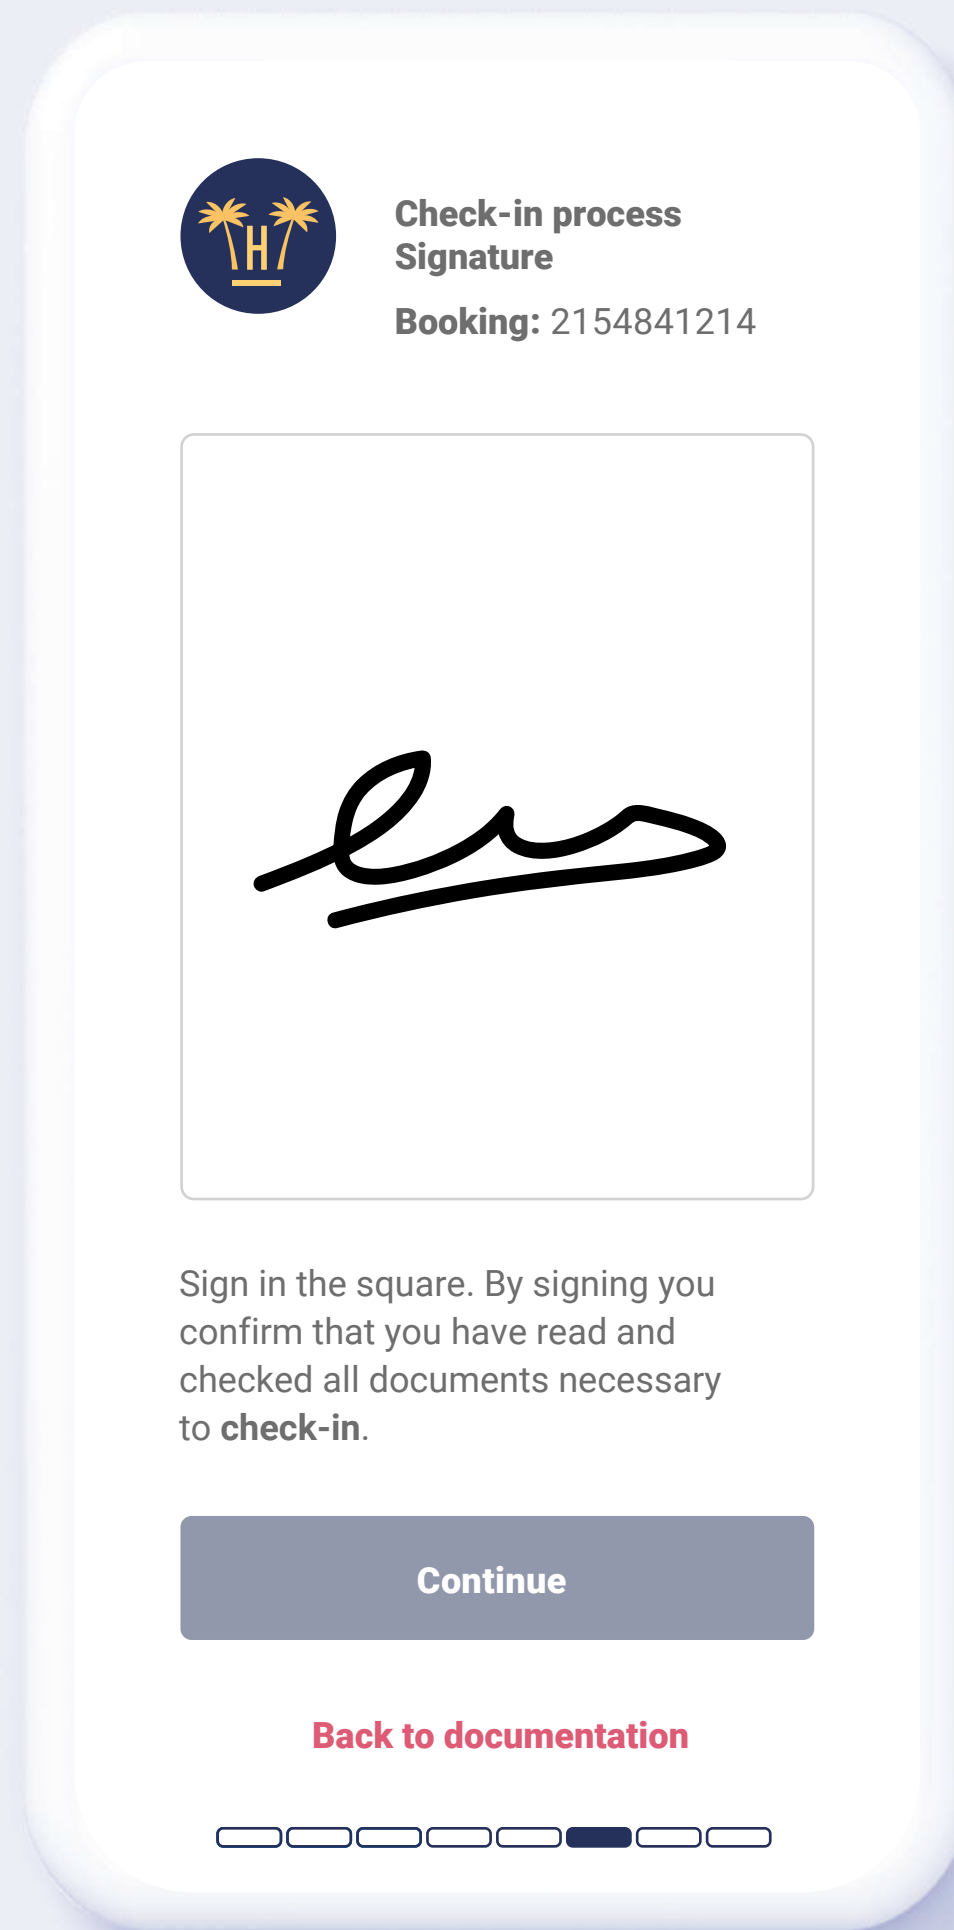 H
Check-in process
Signature
Booking: 2154841214
Sign in the square. By signing you
confirm that you have read and
checked all documents necessary
to check-in.
Continue
Back to documentation